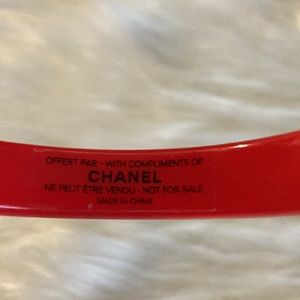 OFFERT PAR - WITH COMPLIMENTS OF
CHANEL
NE PEUT ÊTRE VENDU - NOT FOR SALE
MADE IN CHINA